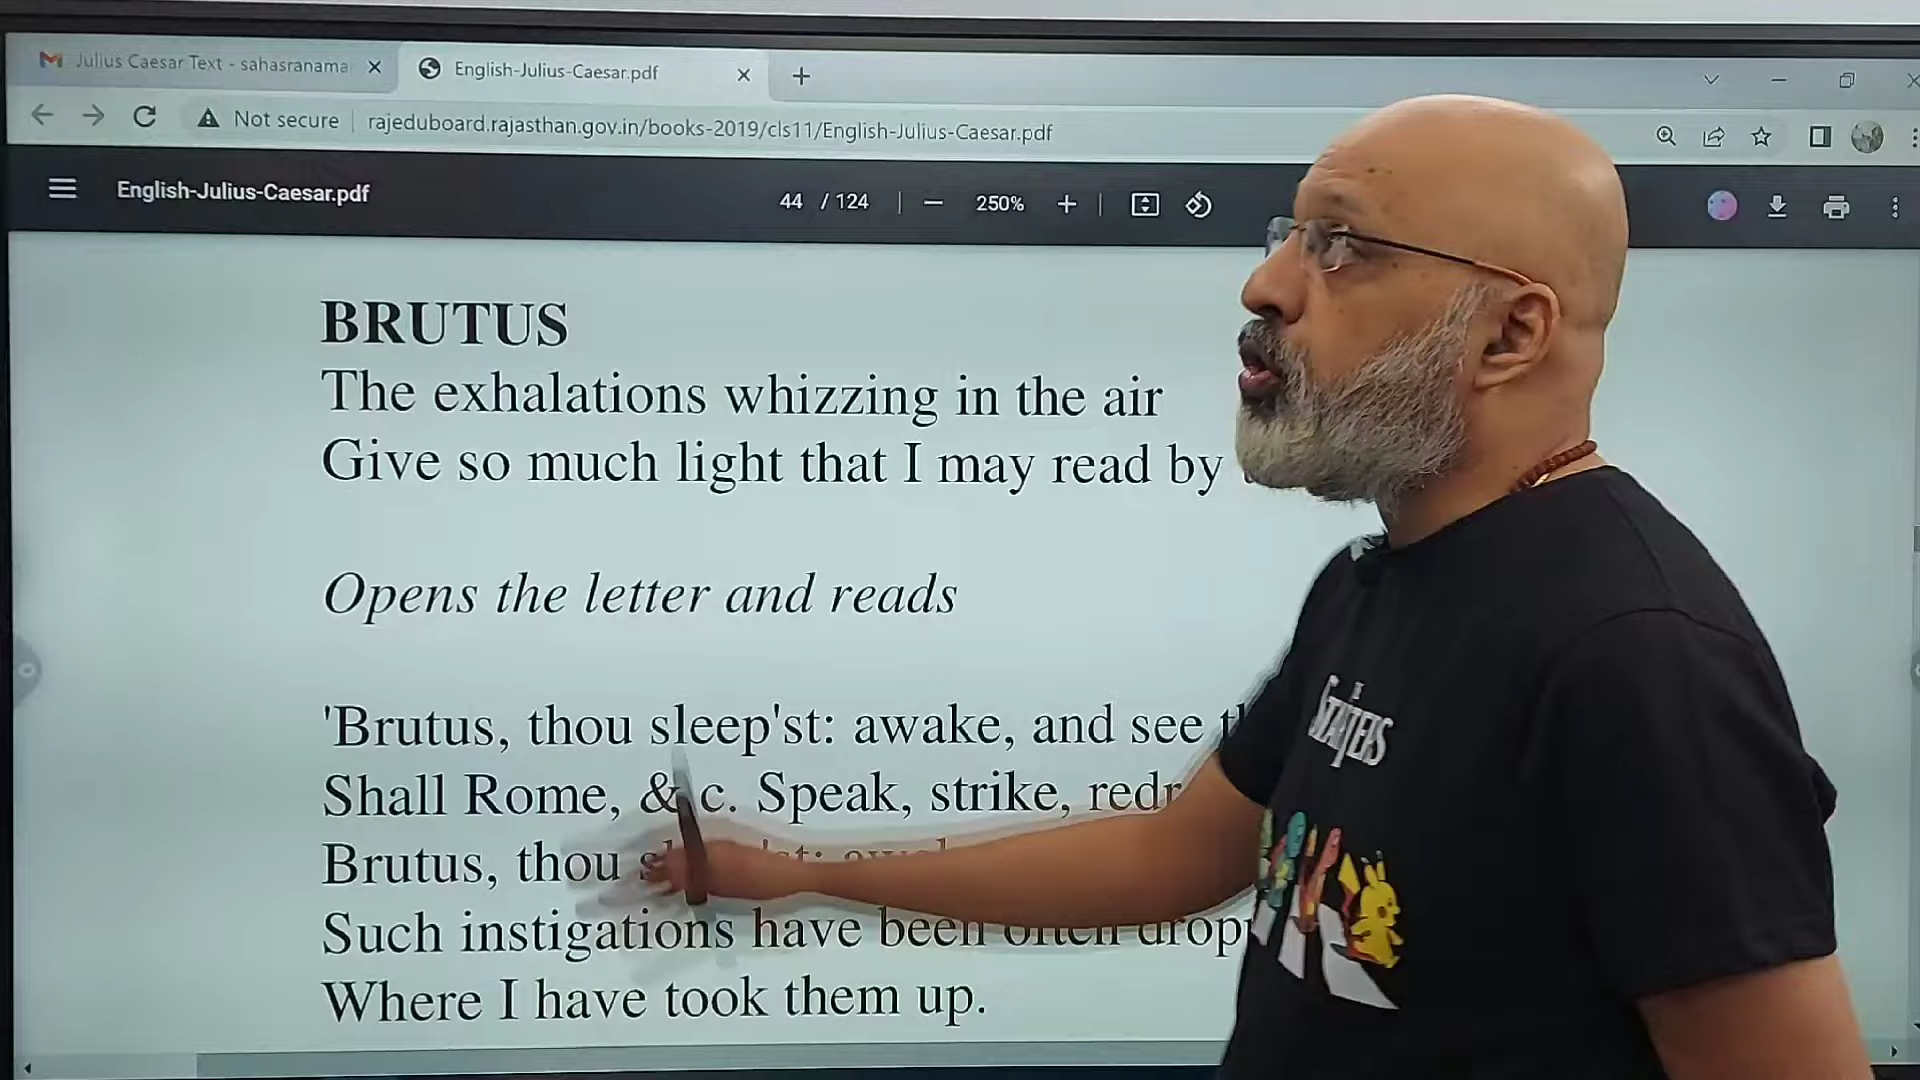 Julius Caesar Text - sahasranama
English-Julius-Caesar.pdf
Not secure rajeduboard.rajasthan.gov.in/books-2019/cls11/English-Julius-Caesar.pdf
English-Julius-Caesar.pdf 44 / 124 250%
BRUTUS
The exhalations whizzing in the air
Give so much light that I may read by
Opens the letter and reads
'Brutus, thou sleep'st: awake, and see
Shall Rome, & c. Speak, strike,
Brutus, thou
Such instigations have been often
Where I have took them up.
THE
STARTERS